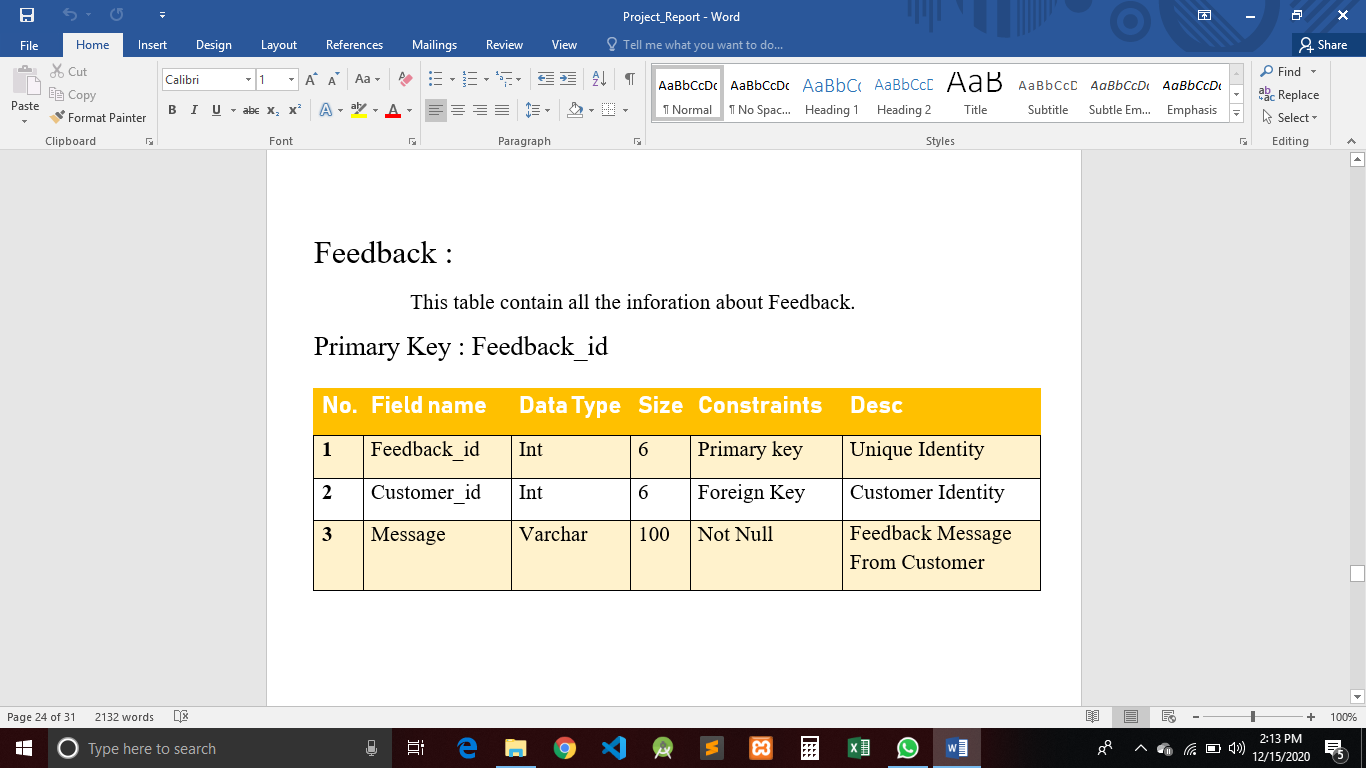 Project_Report - Word
File Home Insert Design Layout References Mailings Review View Tell me what you want to do... Share
Paste
Cut
Copy
Format Painter
Clipboard
Calibri 1 A A Aa
B I U abc x₂ x² A ab A
Font
Paragraph
AaBbCcDc AaBbCcDc AaBbCc AaBbCcD AaB AaBbCcD AaBbCcDc AaBbCcDc
¶ Normal ¶ No Spac... Heading 1 Heading 2 Title Subtitle Subtle Em... Emphasis
Styles
Find
Replace
Select
Editing
Feedback :
This table contain all the inforation about Feedback.
Primary Key : Feedback_id
No. Field name Data Type Size Constraints Desc
1 Feedback_id Int 6 Primary key Unique Identity
2 Customer_id Int 6 Foreign Key Customer Identity
3 Message Varchar 100 Not Null Feedback Message
From Customer
Page 24 of 31 2132 words 100%
Type here to search
2:13 PM
12/15/2020
5